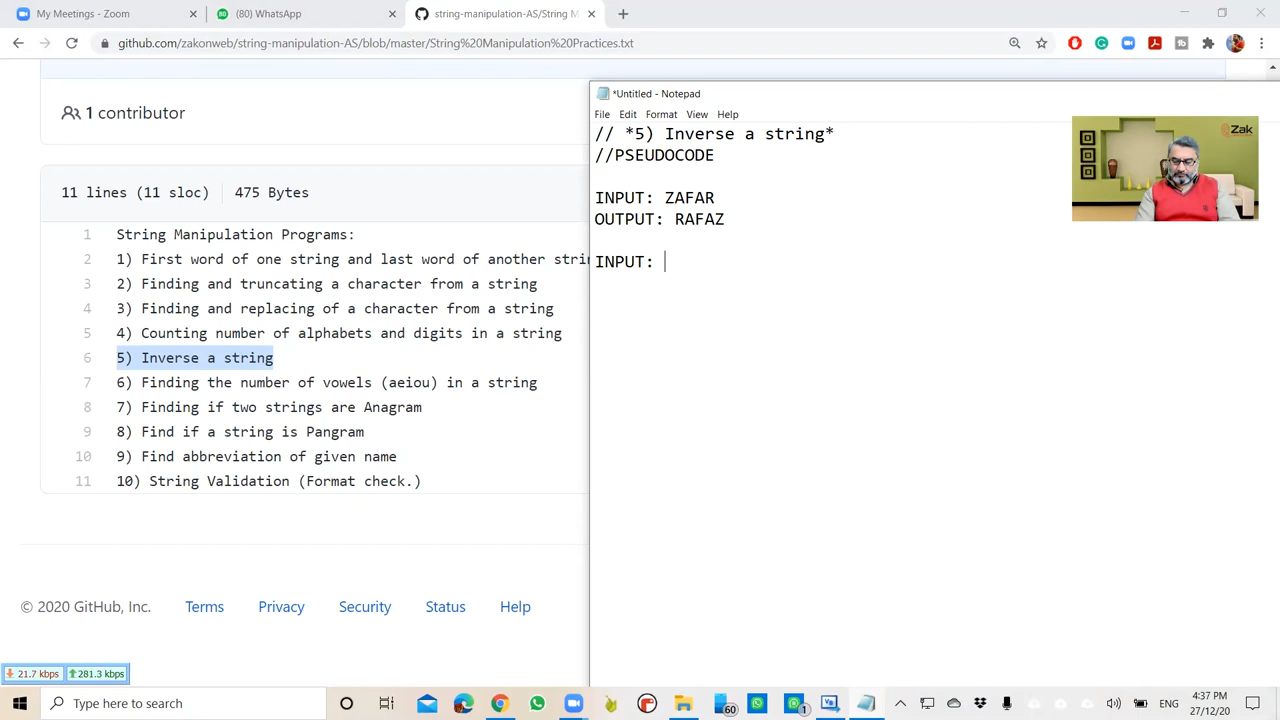 My Meetings - Zoom
(80) WhatsApp
string-manipulation-AS/String M
github.com/zakonweb/string-manipulation-AS/blob/master/String%20Manipulation%20Practices.txt
1 contributor
11 lines (11 sloc) 475 Bytes
1 String Manipulation Programs:
2 1) First word of one string and last word of another strin
3 2) Finding and truncating a character from a string
4 3) Finding and replacing of a character from a string
5 4) Counting number of alphabets and digits in a string
6 5) Inverse a string
7 6) Finding the number of vowels (aeiou) in a string
8 7) Finding if two strings are Anagram
9 8) Find if a string is Pangram
10 9) Find abbreviation of given name
11 10) String Validation (Format check.)
© 2020 GitHub, Inc. Terms Privacy Security Status Help
*Untitled - Notepad
File Edit Format View Help
// *5) Inverse a string*
//PSEUDOCODE
INPUT: ZAFAR
OUTPUT: RAFAZ
INPUT:
Zak
21.7 kbps 281.3 kbps
Type here to search
60
1
ENG
4:37 PM
27/12/20